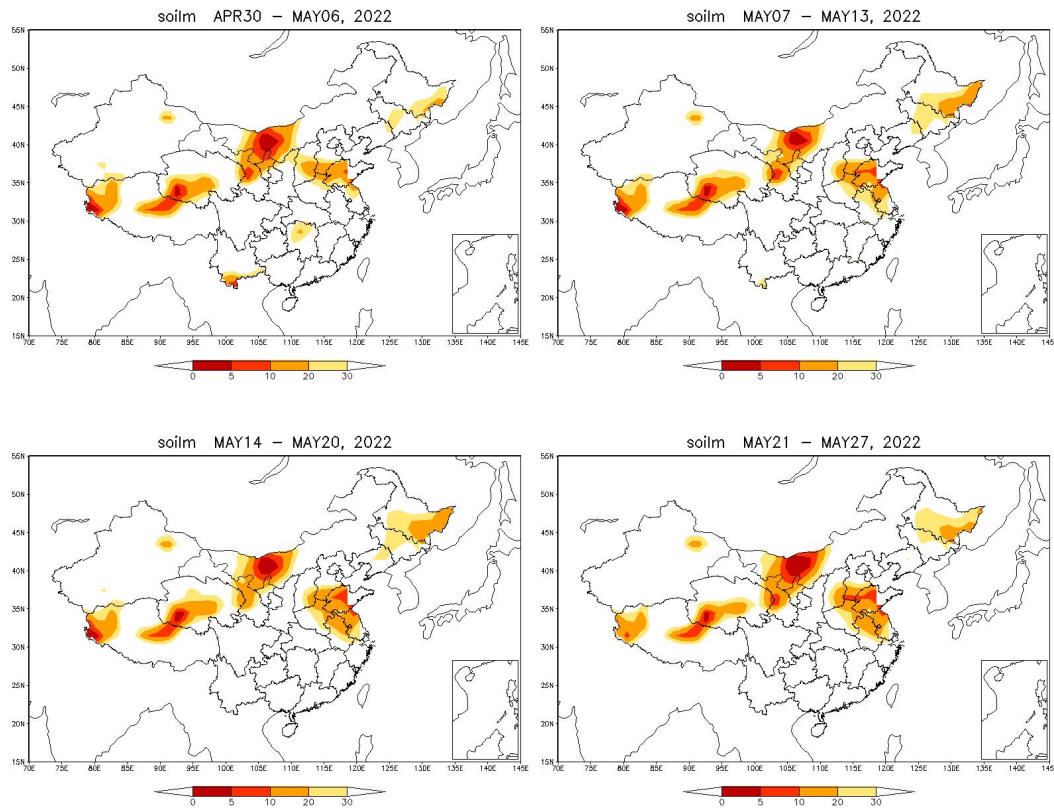 soilm APR30 – MAY06, 2022
55N
50N
45N
40N
35N
30N
25N
20N
15N
70E 75E 80E 85E 90E 95E 100E 105E 110E 115E 120E 125E 130E 135E 140E 145E
0 5 10 20 30
soilm MAY07 – MAY13, 2022
55N
50N
45N
40N
35N
30N
25N
20N
15N
70E 75E 80E 85E 90E 95E 100E 105E 110E 115E 120E 125E 130E 135E 140E 145E
0 5 10 20 30
soilm MAY14 – MAY20, 2022
55N
50N
45N
40N
35N
30N
25N
20N
15N
70E 75E 80E 85E 90E 95E 100E 105E 110E 115E 120E 125E 130E 135E 140E 145E
0 5 10 20 30
soilm MAY21 – MAY27, 2022
55N
50N
45N
40N
35N
30N
25N
20N
15N
70E 75E 80E 85E 90E 95E 100E 105E 110E 115E 120E 125E 130E 135E 140E 145E
0 5 10 20 30